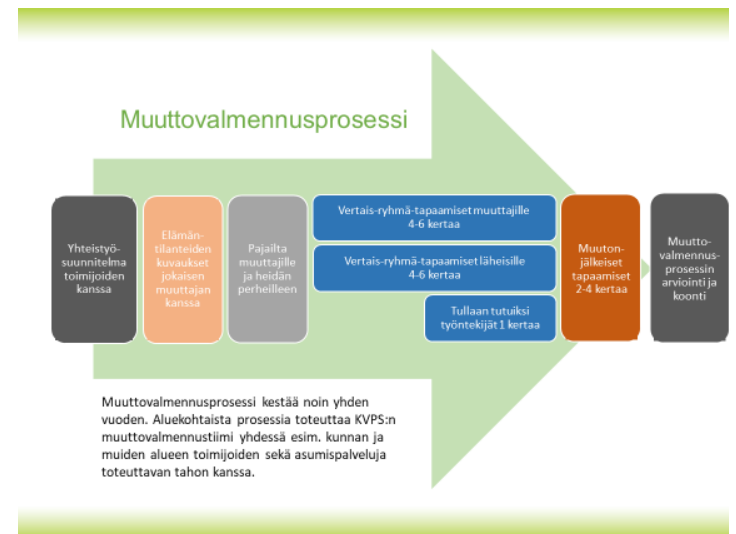 Muuttovalmennusprosessi
Yhteistyö-
suunnitelma
toimijoiden
kanssa
Elämän-
tilanteiden
kuvaukset
jokaisen
muuttajan
kanssa
Pajailta
muuttajille
ja heidän
perheilleen
Vertais-ryhmä-tapaamiset muuttajille
4-6 kertaa
Vertais-ryhmä-tapaamiset läheisille
4-6 kertaa
Tullaan tutuiksi
työntekijät 1 kertaa
Muuton-
jälkeiset
tapaamiset
2-4 kertaa
Muutto-
valmennus-
prosessin
arviointi ja
koonti
Muuttovalmennusprosessi kestää noin yhden
vuoden. Aluekohtaista prosessia toteuttaa KVPS:n
muuttovalmennustiimi yhdessä esim. kunnan ja
muiden alueen toimijoiden sekä asumispalveluja
toteuttavan tahon kanssa.